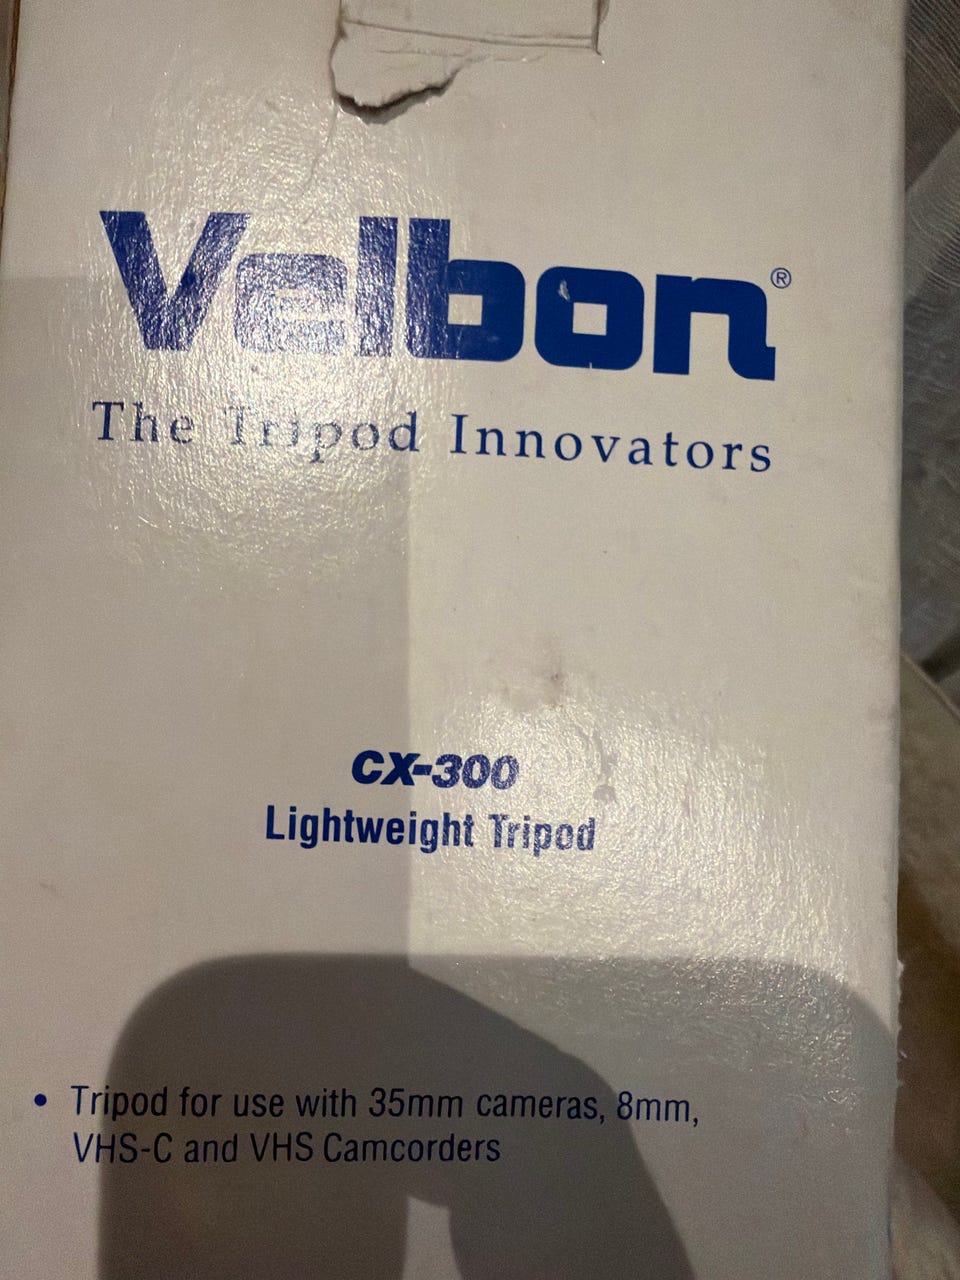 Velbon®
The Tripod Innovators
CX-300
Lightweight Tripod
• Tripod for use with 35mm cameras, 8mm,
VHS-C and VHS Camcorders